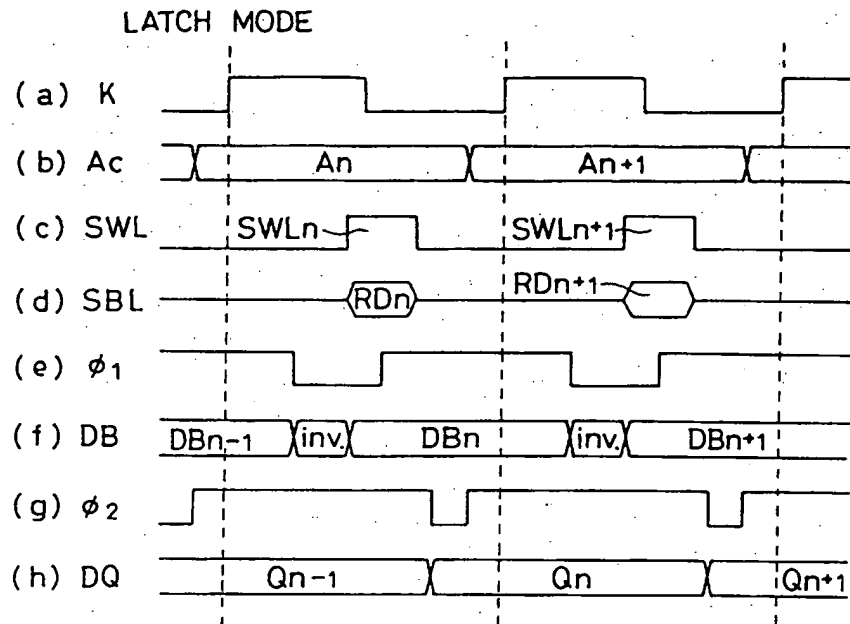 LATCH MODE
(a) K
(b) Ac An An+1
(c) SWL SWLn SWLn+1
(d) SBL RDn RDn+1
(e) ϕ1
(f) DB DBn-1 inv. DBn inv. DBn+1
(g) ϕ2
(h) DQ Qn-1 Qn Qn+1